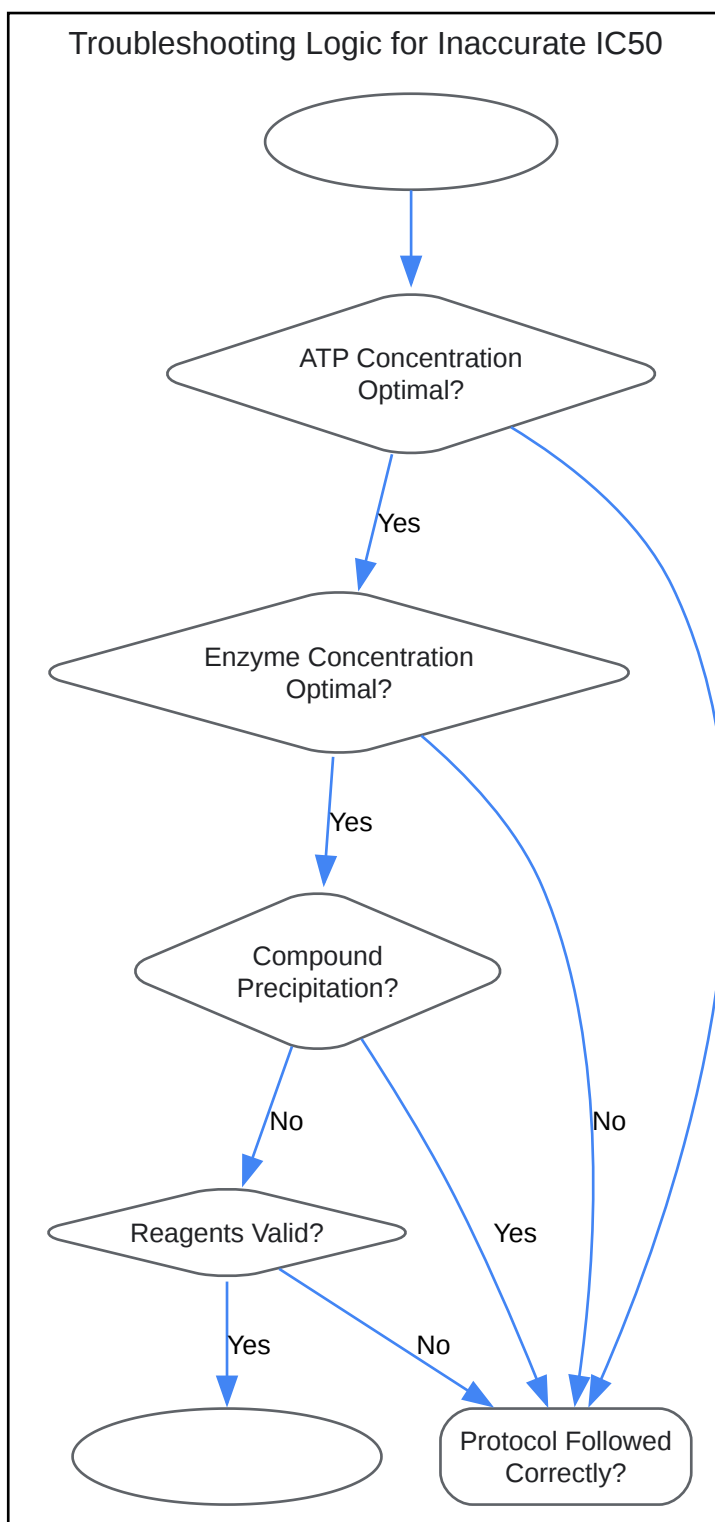 Troubleshooting Logic for Inaccurate IC50
ATP Concentration
Optimal?
Yes
Enzyme Concentration
Optimal?
Yes
Compound
Precipitation?
No
No
Reagents Valid?
Yes
Yes
No
Protocol Followed
Correctly?